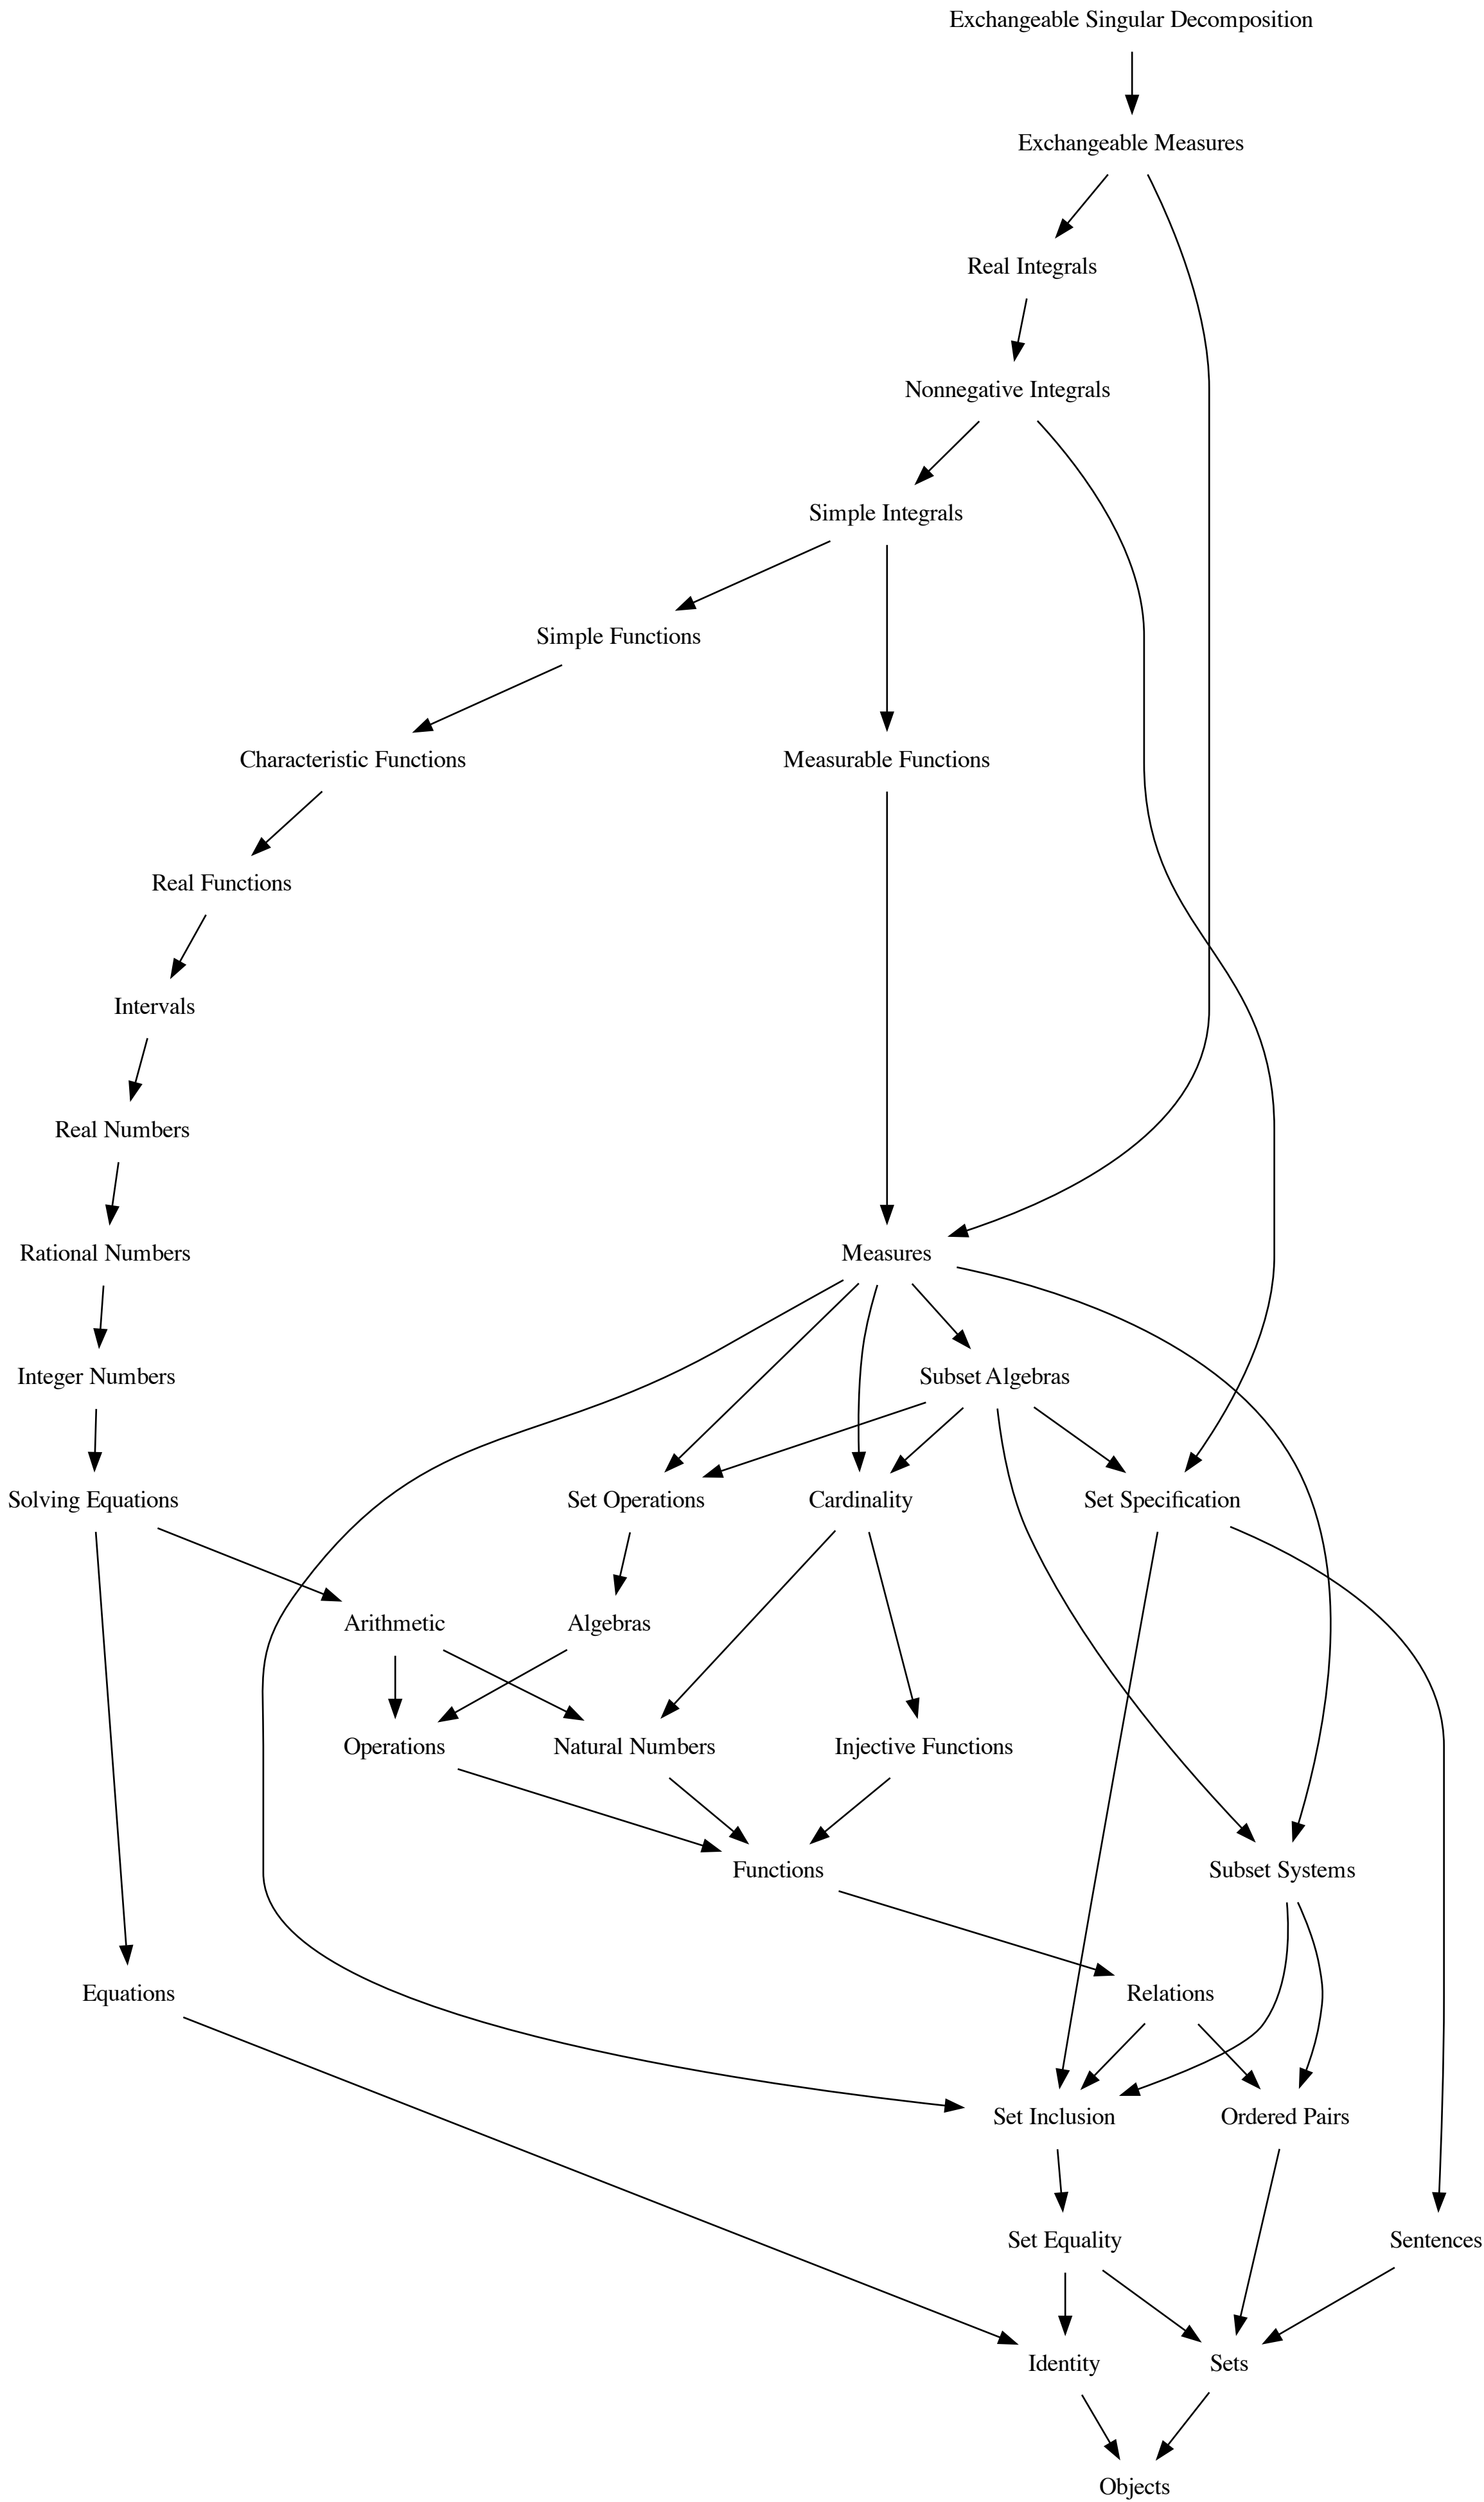 Exchangeable Singular Decomposition
Exchangeable Measures
Real Integrals
Nonnegative Integrals
Simple Integrals
Simple Functions
Characteristic Functions
Measurable Functions
Real Functions
Intervals
Real Numbers
Rational Numbers
Measures
Integer Numbers
Subset Algebras
Solving Equations
Set Operations
Cardinality
Set Specification
Arithmetic
Algebras
Operations
Natural Numbers
Injective Functions
Functions
Subset Systems
Equations
Relations
Set Inclusion
Ordered Pairs
Set Equality
Sentences
Identity
Sets
Objects